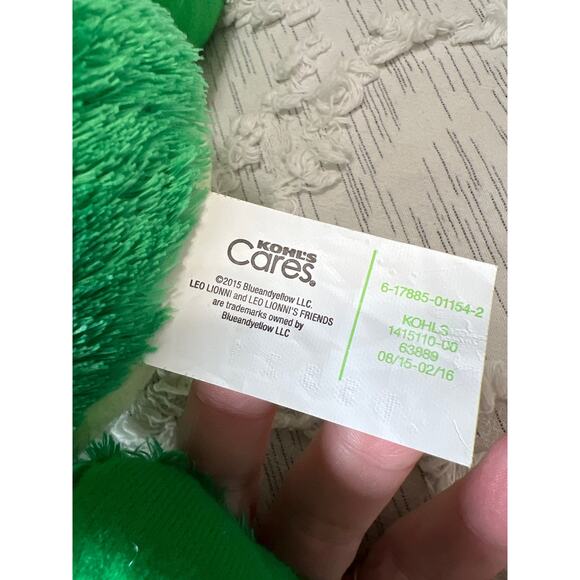 KOHL'S
Cares®
©2015 Blueandyellow LLC.
LEO LIONNI and LEO LIONNI'S FRIENDS
are trademarks owned by
Blueandyellow LLC
6-17885-01154-2
KOHLS
1415110-00
63889
08/15-02/16